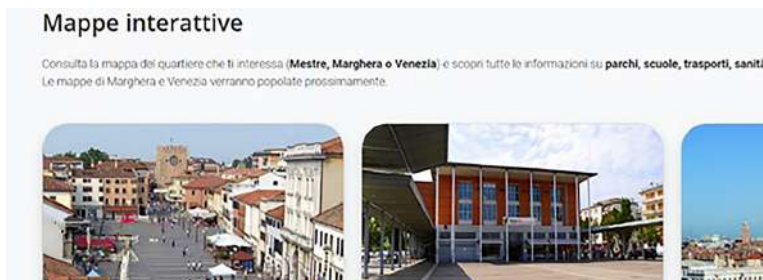 Mappe interattive
Consulta la mappa del quartiere che ti interessa (Mestre, Marghera o Venezia) e scopri tutte le informazioni su parchi, scuole, trasporti, sanità
Le mappe di Marghera e Venezia verranno popolate prossimamente.